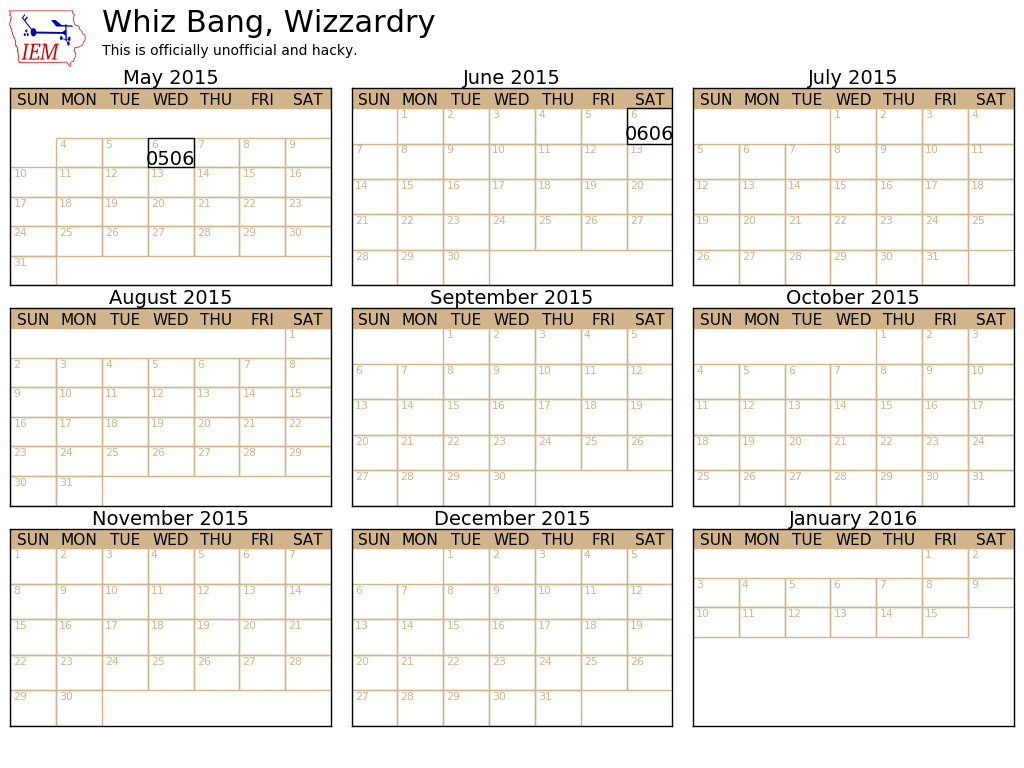 IEM
Whiz Bang, Wizzardry
This is officially unofficial and hacky.
May 2015
SUN MON TUE WED THU FRI SAT
4 5 6 7 8 9
0506
10 11 12 13 14 15 16
17 18 19 20 21 22 23
24 25 26 27 28 29 30
31
June 2015
SUN MON TUE WED THU FRI SAT
1 2 3 4 5 6
0606
7 8 9 10 11 12 13
14 15 16 17 18 19 20
21 22 23 24 25 26 27
28 29 30
July 2015
SUN MON TUE WED THU FRI SAT
1 2 3 4
5 6 7 8 9 10 11
12 13 14 15 16 17 18
19 20 21 22 23 24 25
26 27 28 29 30 31
August 2015
SUN MON TUE WED THU FRI SAT
1
2 3 4 5 6 7 8
9 10 11 12 13 14 15
16 17 18 19 20 21 22
23 24 25 26 27 28 29
30 31
September 2015
SUN MON TUE WED THU FRI SAT
1 2 3 4 5
6 7 8 9 10 11 12
13 14 15 16 17 18 19
20 21 22 23 24 25 26
27 28 29 30
October 2015
SUN MON TUE WED THU FRI SAT
1 2 3
4 5 6 7 8 9 10
11 12 13 14 15 16 17
18 19 20 21 22 23 24
25 26 27 28 29 30 31
November 2015
SUN MON TUE WED THU FRI SAT
1 2 3 4 5 6 7
8 9 10 11 12 13 14
15 16 17 18 19 20 21
22 23 24 25 26 27 28
29 30
December 2015
SUN MON TUE WED THU FRI SAT
1 2 3 4 5
6 7 8 9 10 11 12
13 14 15 16 17 18 19
20 21 22 23 24 25 26
27 28 29 30 31
January 2016
SUN MON TUE WED THU FRI SAT
1 2
3 4 5 6 7 8 9
10 11 12 13 14 15